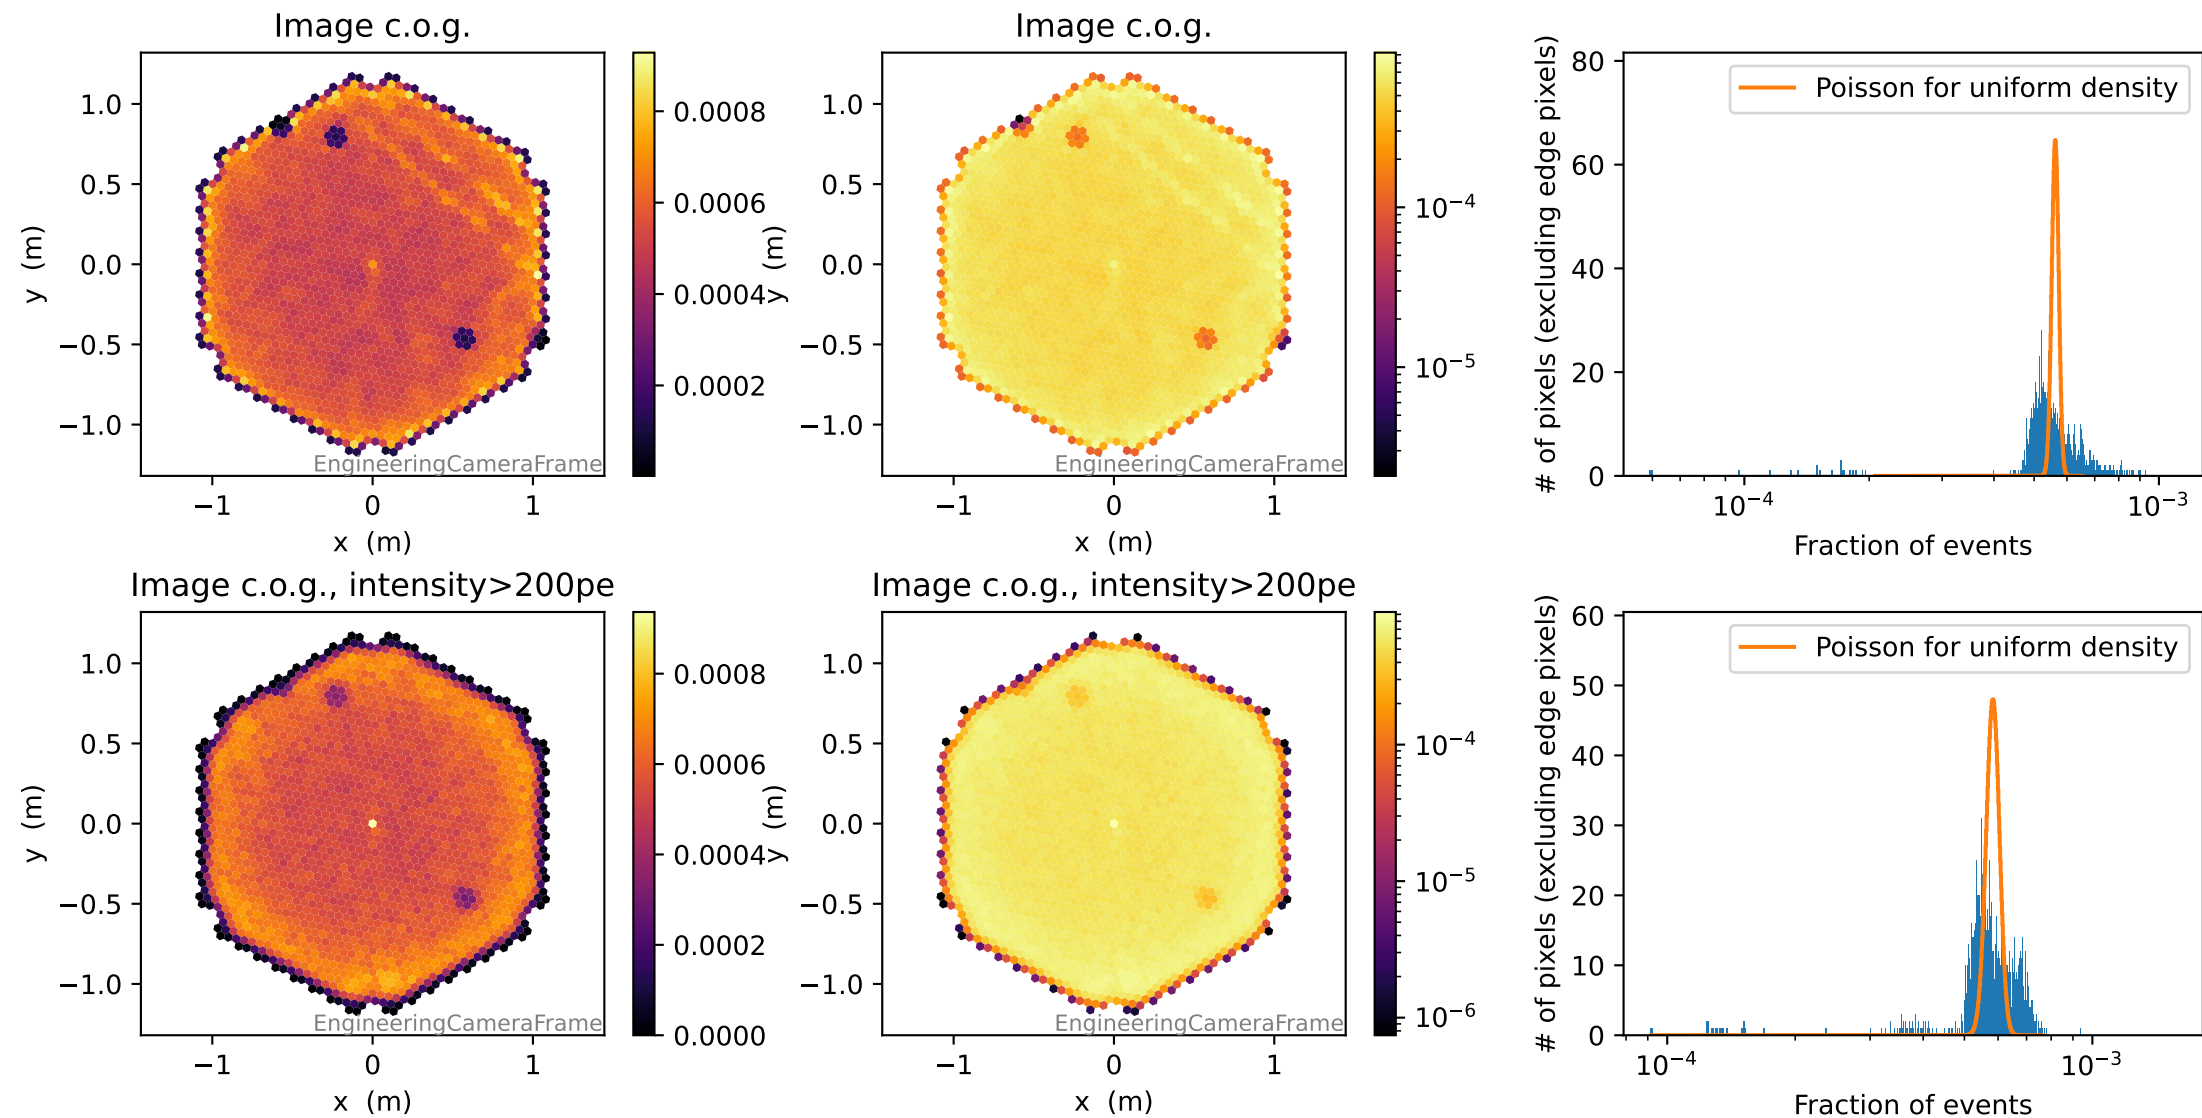 Image c.o.g.
y (m)
1.0
0.5
0.0
−0.5
−1.0
−1 0 1
x (m)
EngineeringCameraFrame
0.0008
0.0006
0.0004
0.0002
Image c.o.g.
y (m)
1.0
0.5
0.0
−0.5
−1.0
−1 0 1
x (m)
EngineeringCameraFrame
10−4
10−5
# of pixels (excluding edge pixels)
80
60
40
20
0
Poisson for uniform density
10−4 10−3
Fraction of events
Image c.o.g., intensity>200pe
y (m)
1.0
0.5
0.0
−0.5
−1.0
−1 0 1
x (m)
EngineeringCameraFrame
0.0008
0.0006
0.0004
0.0002
0.0000
Image c.o.g., intensity>200pe
y (m)
1.0
0.5
0.0
−0.5
−1.0
−1 0 1
x (m)
EngineeringCameraFrame
10−4
10−5
10−6
# of pixels (excluding edge pixels)
60
50
40
30
20
10
0
Poisson for uniform density
10−4 10−3
Fraction of events